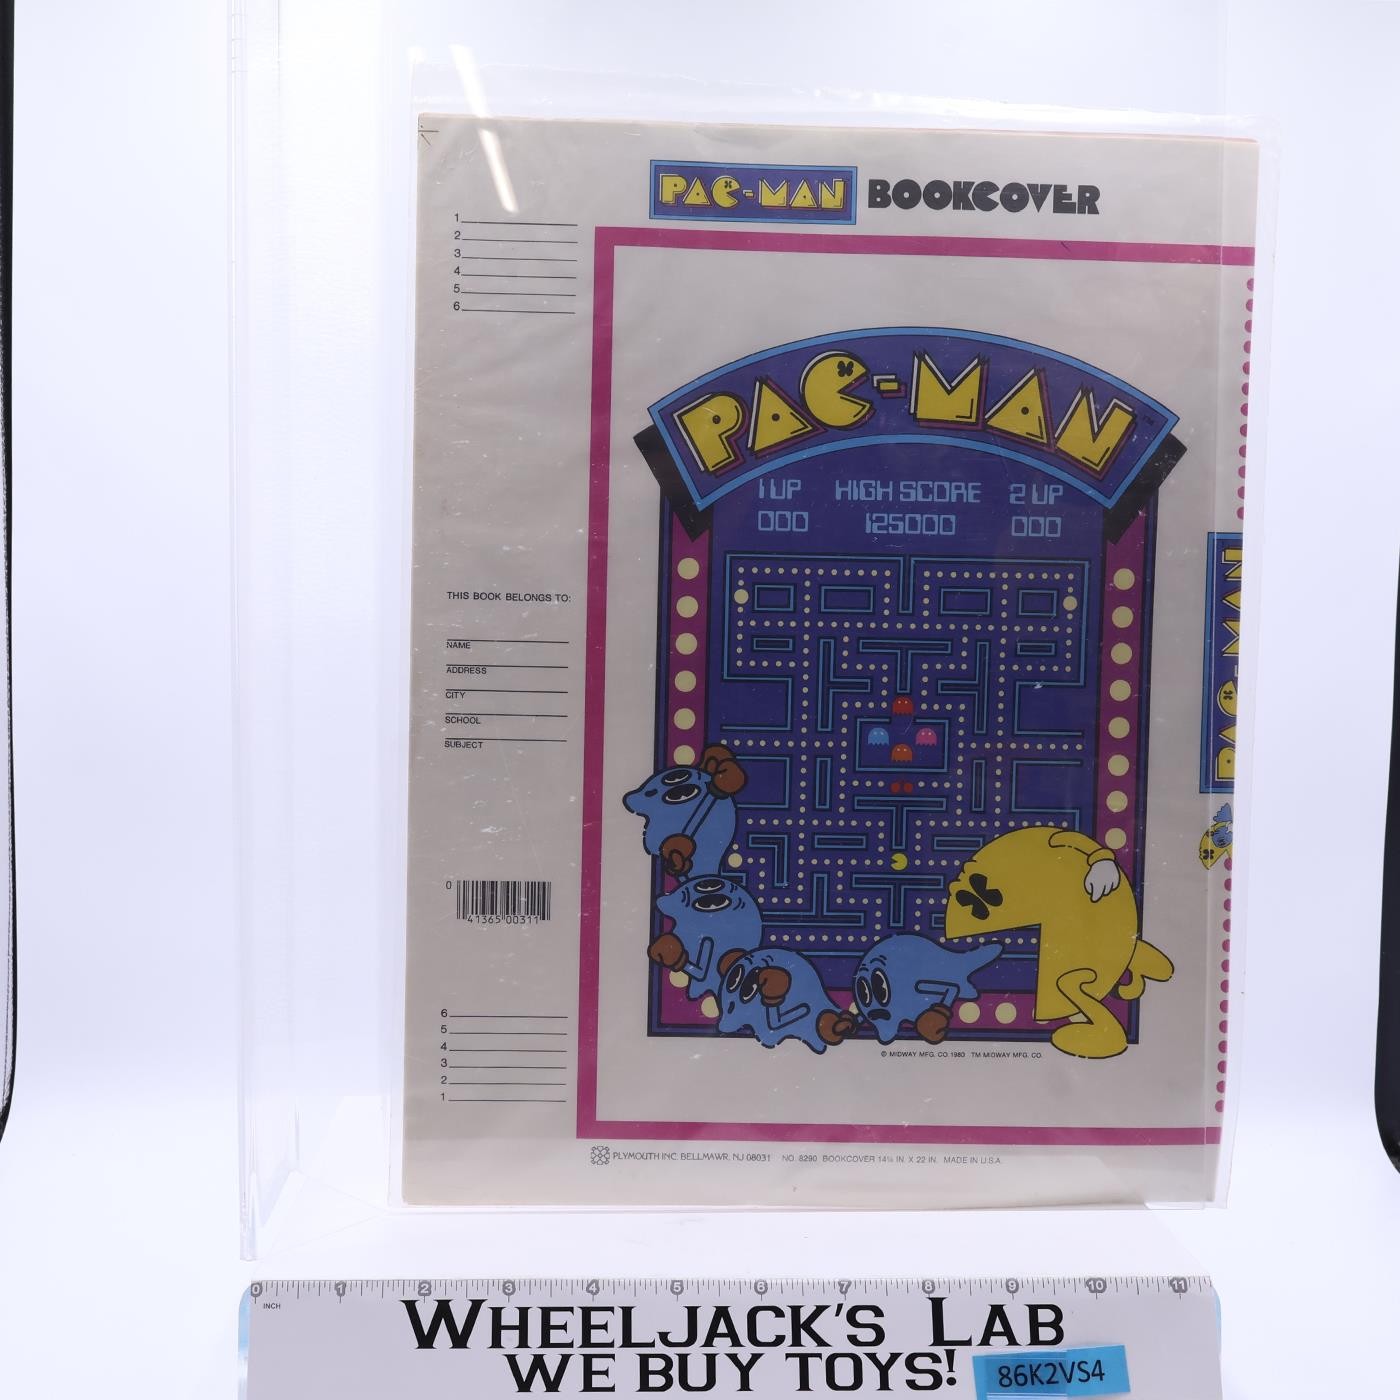 PAC-MAN BOOKCOVER
1
2
3
4
5
6
PAC-MAN™
1 UP HIGH SCORE 2 UP
000 125000 000
THIS BOOK BELONGS TO:
NAME
ADDRESS
CITY
SCHOOL
SUBJECT
PAC-MAN
0
41365 00311
6
5
4
3
2
1
© MIDWAY MFG. CO. 1980 TM MIDWAY MFG. CO.
PLYMOUTH INC. BELLMAWR, NJ 08031 NO. 8290 BOOKCOVER 14¼ IN. X 22 IN. MADE IN U.S.A.
0 1 2 3 4 5 6 7 8 9 10 11
INCH
WHEELJACK'S LAB
WE BUY TOYS!
86K2VS4